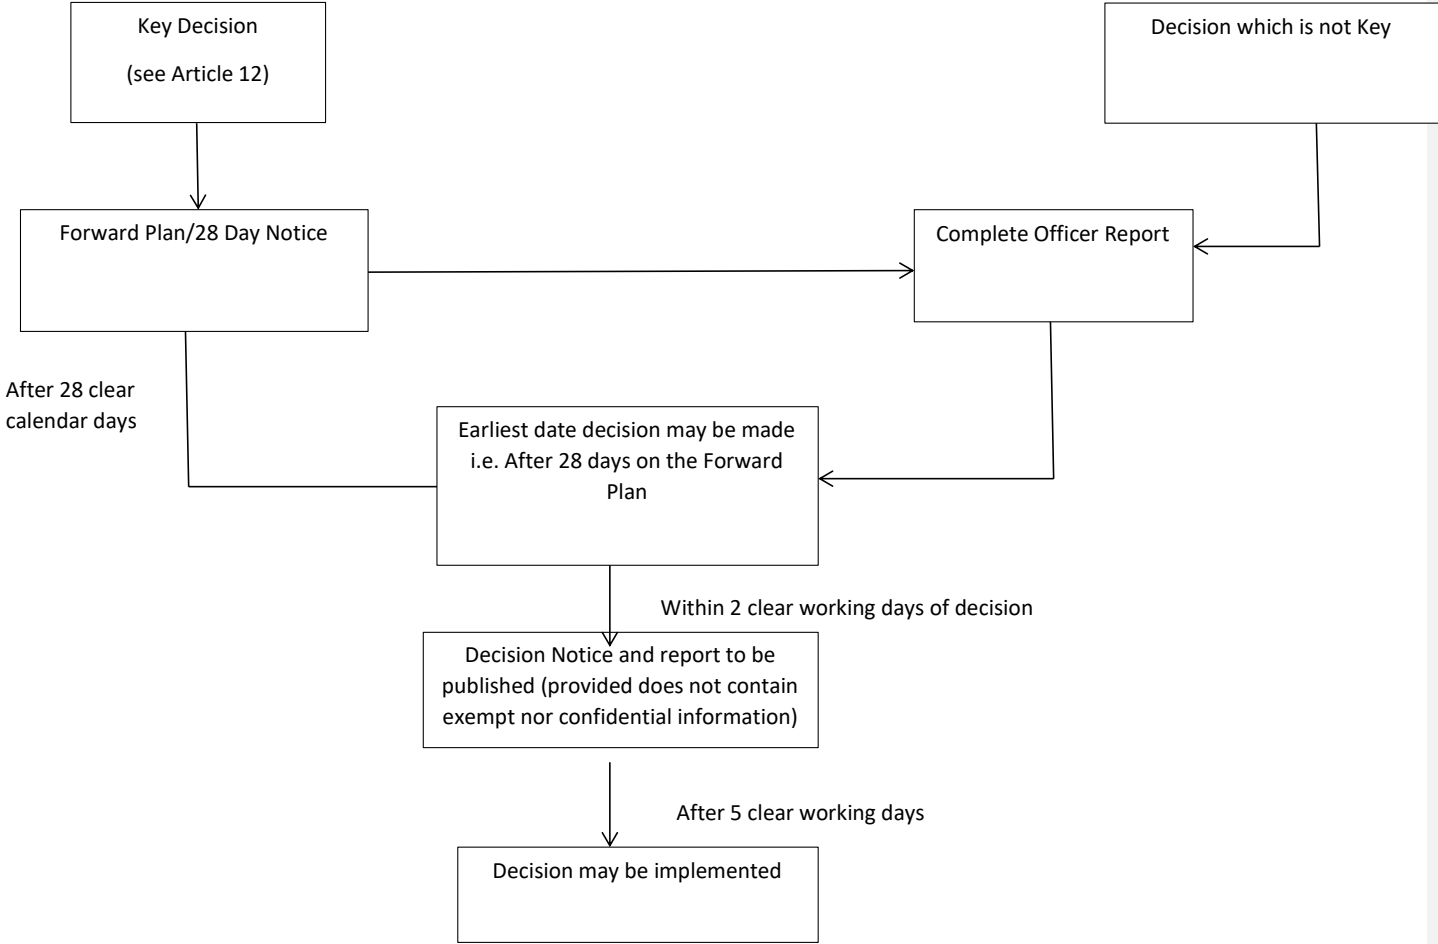 Key Decision
(see Article 12)
Decision which is not Key
Forward Plan/28 Day Notice
Complete Officer Report
After 28 clear
calendar days
Earliest date decision may be made
i.e. After 28 days on the Forward
Plan
Within 2 clear working days of decision
Decision Notice and report to be
published (provided does not contain
exempt nor confidential information)
After 5 clear working days
Decision may be implemented